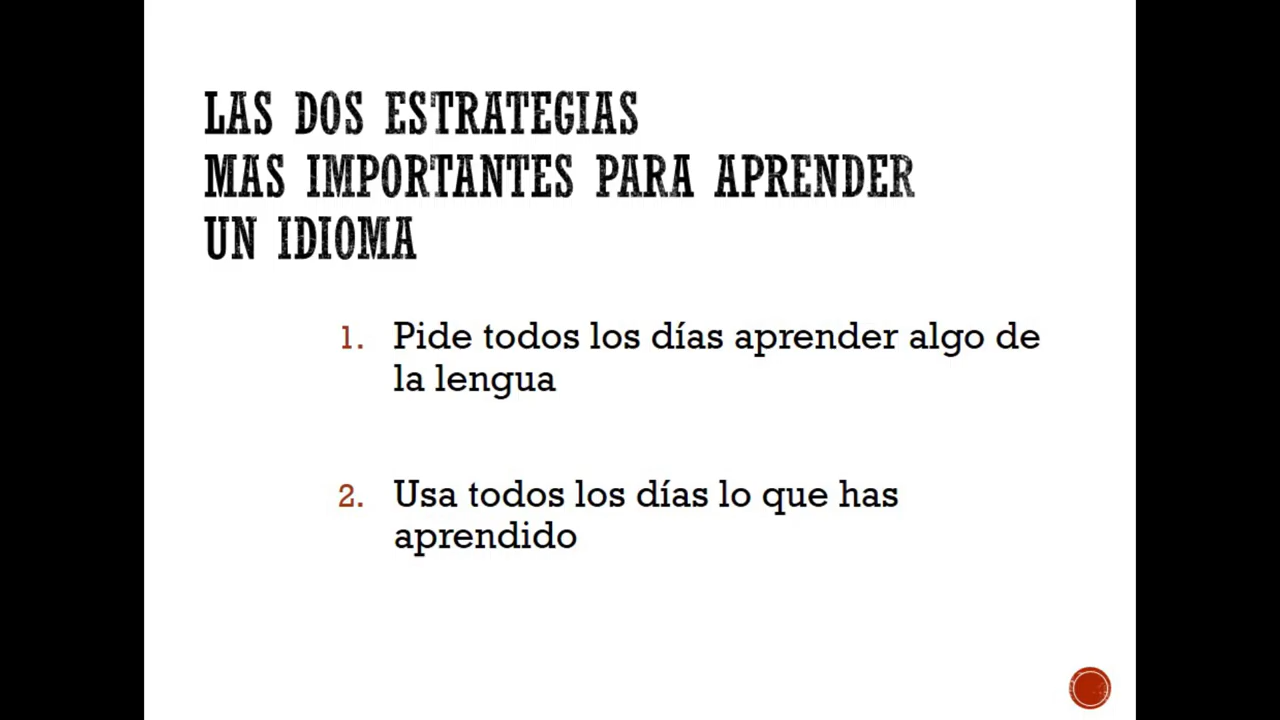 LAS DOS ESTRATEGIAS
MAS IMPORTANTES PARA APRENDER
UN IDIOMA
1. Pide todos los días aprender algo de
la lengua
2. Usa todos los días lo que has
aprendido